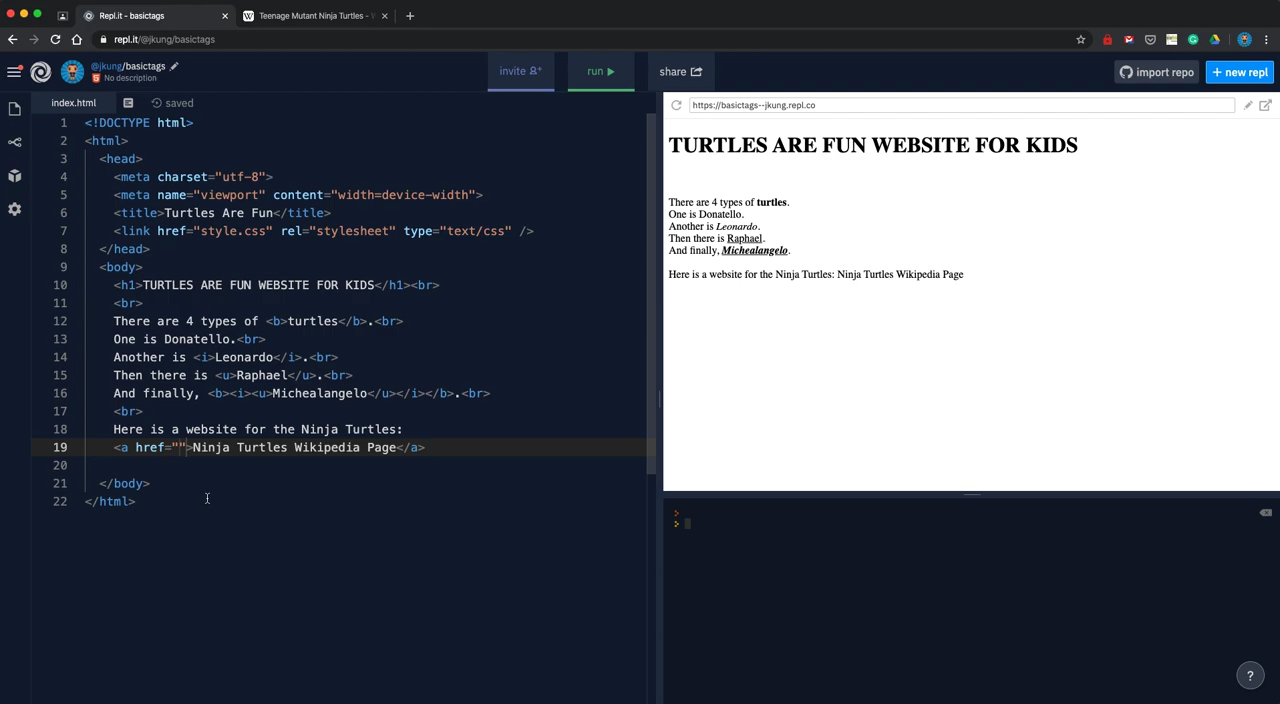 Repl.it - basictags
Teenage Mutant Ninja Turtles - W
repl.it/@jkung/basictags
@jkung/basictags
No description
invite
run
share
import repo
+ new repl
index.html
saved
1 <!DOCTYPE html>
2 <html>
3 <head>
4 <meta charset="utf-8">
5 <meta name="viewport" content="width=device-width">
6 <title>Turtles Are Fun</title>
7 <link href="style.css" rel="stylesheet" type="text/css" />
8 </head>
9 <body>
10 <h1>TURTLES ARE FUN WEBSITE FOR KIDS</h1><br>
11 <br>
12 There are 4 types of <b>turtles</b>.<br>
13 One is Donatello.<br>
14 Another is <i>Leonardo</i>.<br>
15 Then there is <u>Raphael</u>.<br>
16 And finally, <b><i><u>Michealangelo</u></i></b>.<br>
17 <br>
18 Here is a website for the Ninja Turtles:
19 <a href="">Ninja Turtles Wikipedia Page</a>
20
21 </body>
22 </html>
https://basictags--jkung.repl.co
TURTLES ARE FUN WEBSITE FOR KIDS
There are 4 types of turtles.
One is Donatello.
Another is Leonardo.
Then there is Raphael.
And finally, Michealangelo.
Here is a website for the Ninja Turtles: Ninja Turtles Wikipedia Page
?